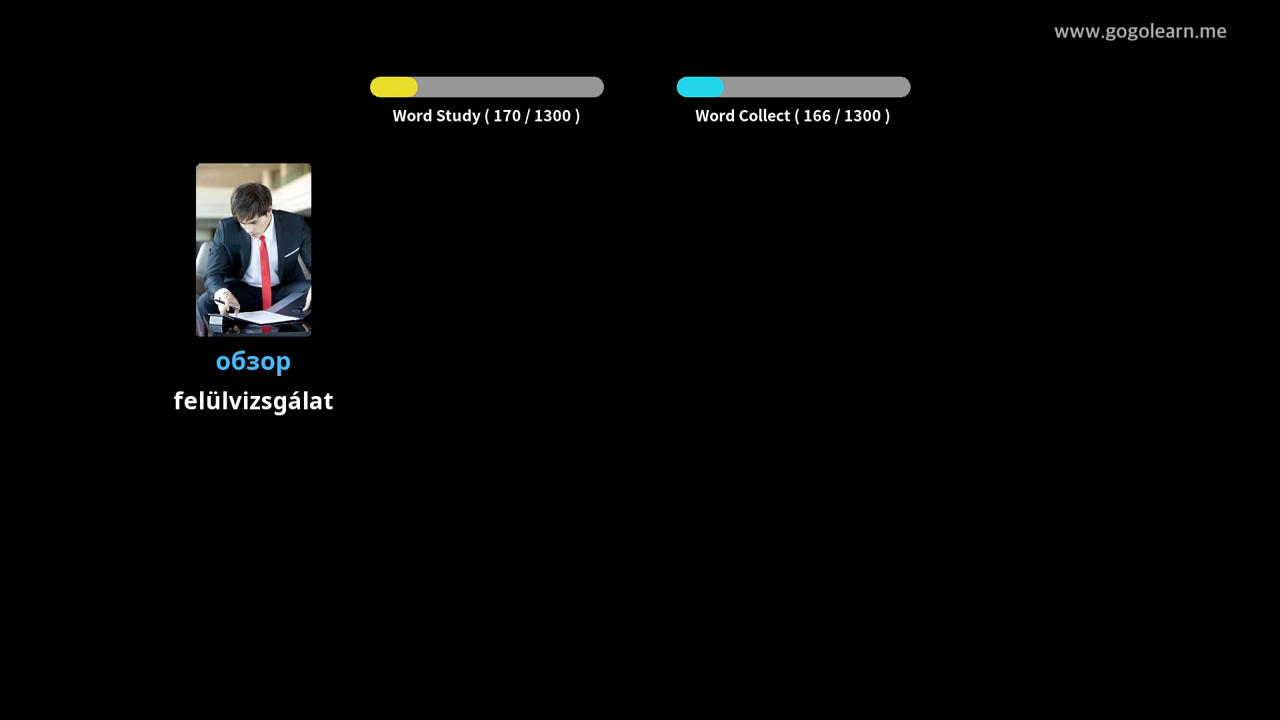 www.gogolearn.me
Word Study ( 170 / 1300 )
Word Collect ( 166 / 1300 )
обзор
felülvizsgálat